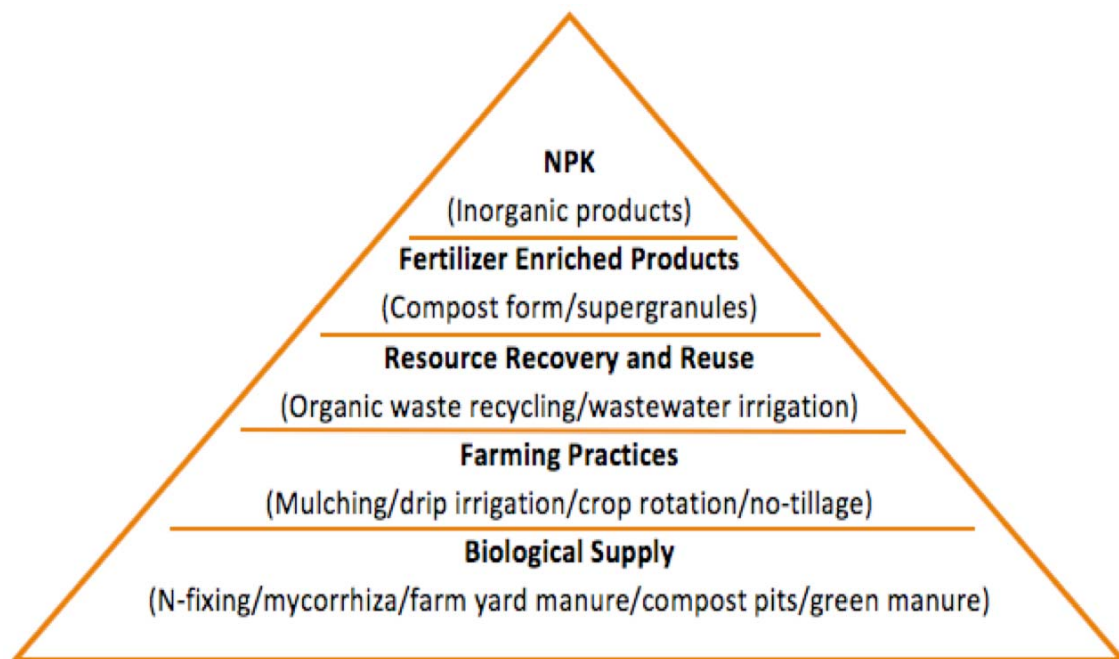 NPK
(Inorganic products)
Fertilizer Enriched Products
(Compost form/supergranules)
Resource Recovery and Reuse
(Organic waste recycling/wastewater irrigation)
Farming Practices
(Mulching/drip irrigation/crop rotation/no-tillage)
Biological Supply
(N-fixing/mycorrhiza/farm yard manure/compost pits/green manure)